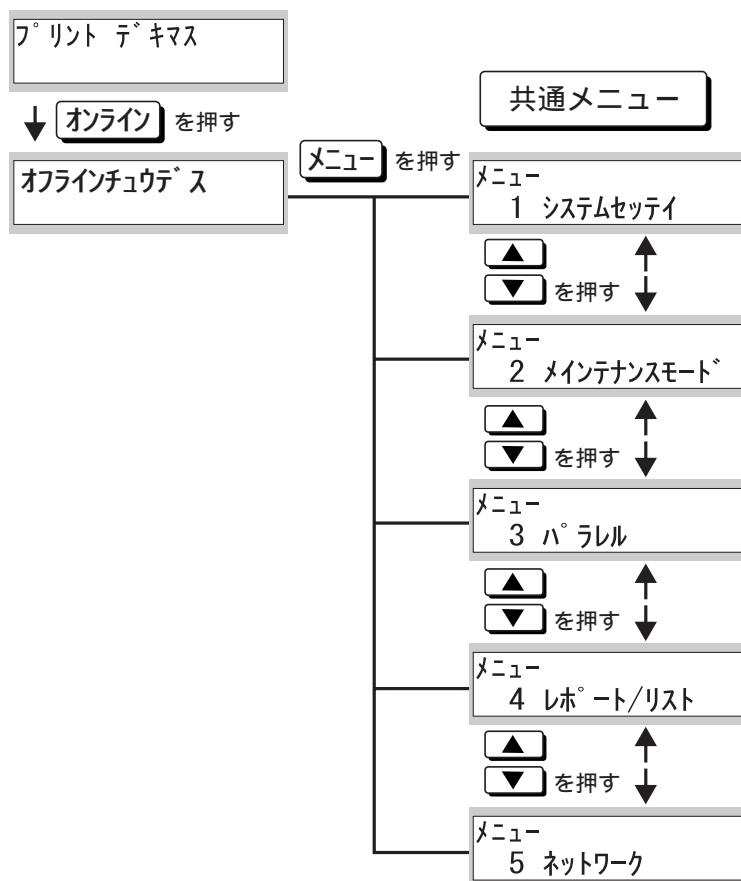 プリント デキマス
オンライン を押す
オフラインチュウデス
メニュー を押す
共通メニュー
メニュー
1 システムセッテイ
▲
▼ を押す
メニュー
2 メインテナンスモード
▲
▼ を押す
メニュー
3 パラレル
▲
▼ を押す
メニュー
4 レポート/リスト
▲
▼ を押す
メニュー
5 ネットワーク